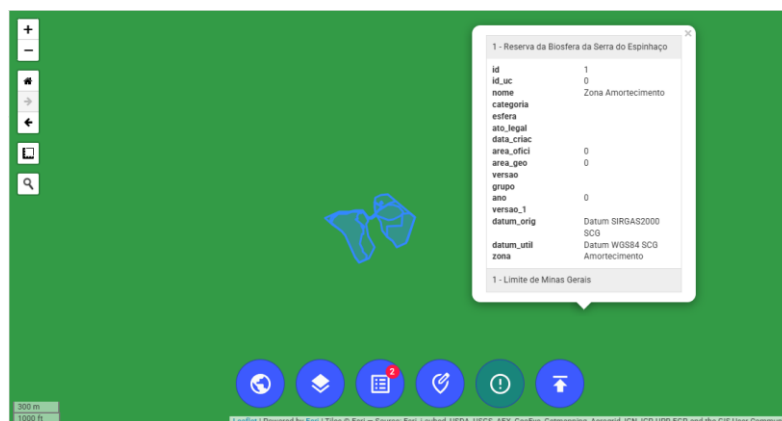 +
−
1 - Reserva da Biosfera da Serra do Espinhaço
×
id 1
id_uc 0
nome Zona Amortecimento
categoria
esfera
ato_legal
data_criac
area_ofici 0
area_geo 0
versao
grupo
ano 0
versao_1
datum_orig Datum SIRGAS2000
SCG
datum_util Datum WGS84 SCG
zona Amortecimento
1 - Limite de Minas Gerais
2
300 m
1000 ft
Leaflet | Powered by Esri | Tiles © Esri — Source: Esri, i-cubed, USDA, USGS, AEX, GeoEye, Getmapping, Aerogrid, IGN, IGP, UPR-EGP, and the GIS User Commun